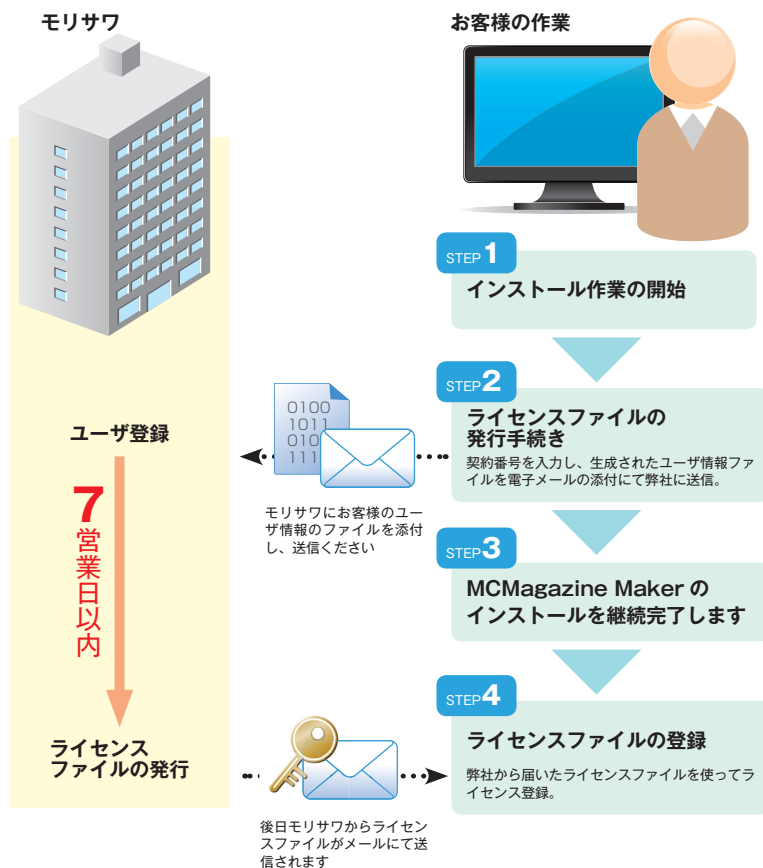 モリサワ
お客様の作業
STEP1
インストール作業の開始
STEP2
ライセンスファイルの
発行手続き
契約番号を入力し、生成されたユーザ情報ファ
イルを電子メールの添付にて弊社に送信。
0100
1011
010
111
モリサワにお客様のユー
ザ情報のファイルを添付
し、送信ください
ユーザ登録
7
営業日以内
STEP3
MCMagazine Maker の
インストールを継続完了します
STEP4
ライセンスファイルの登録
弊社から届いたライセンスファイルを使ってラ
イセンス登録。
ライセンス
ファイルの発行
後日モリサワからライセン
スファイルがメールにて送
信されます